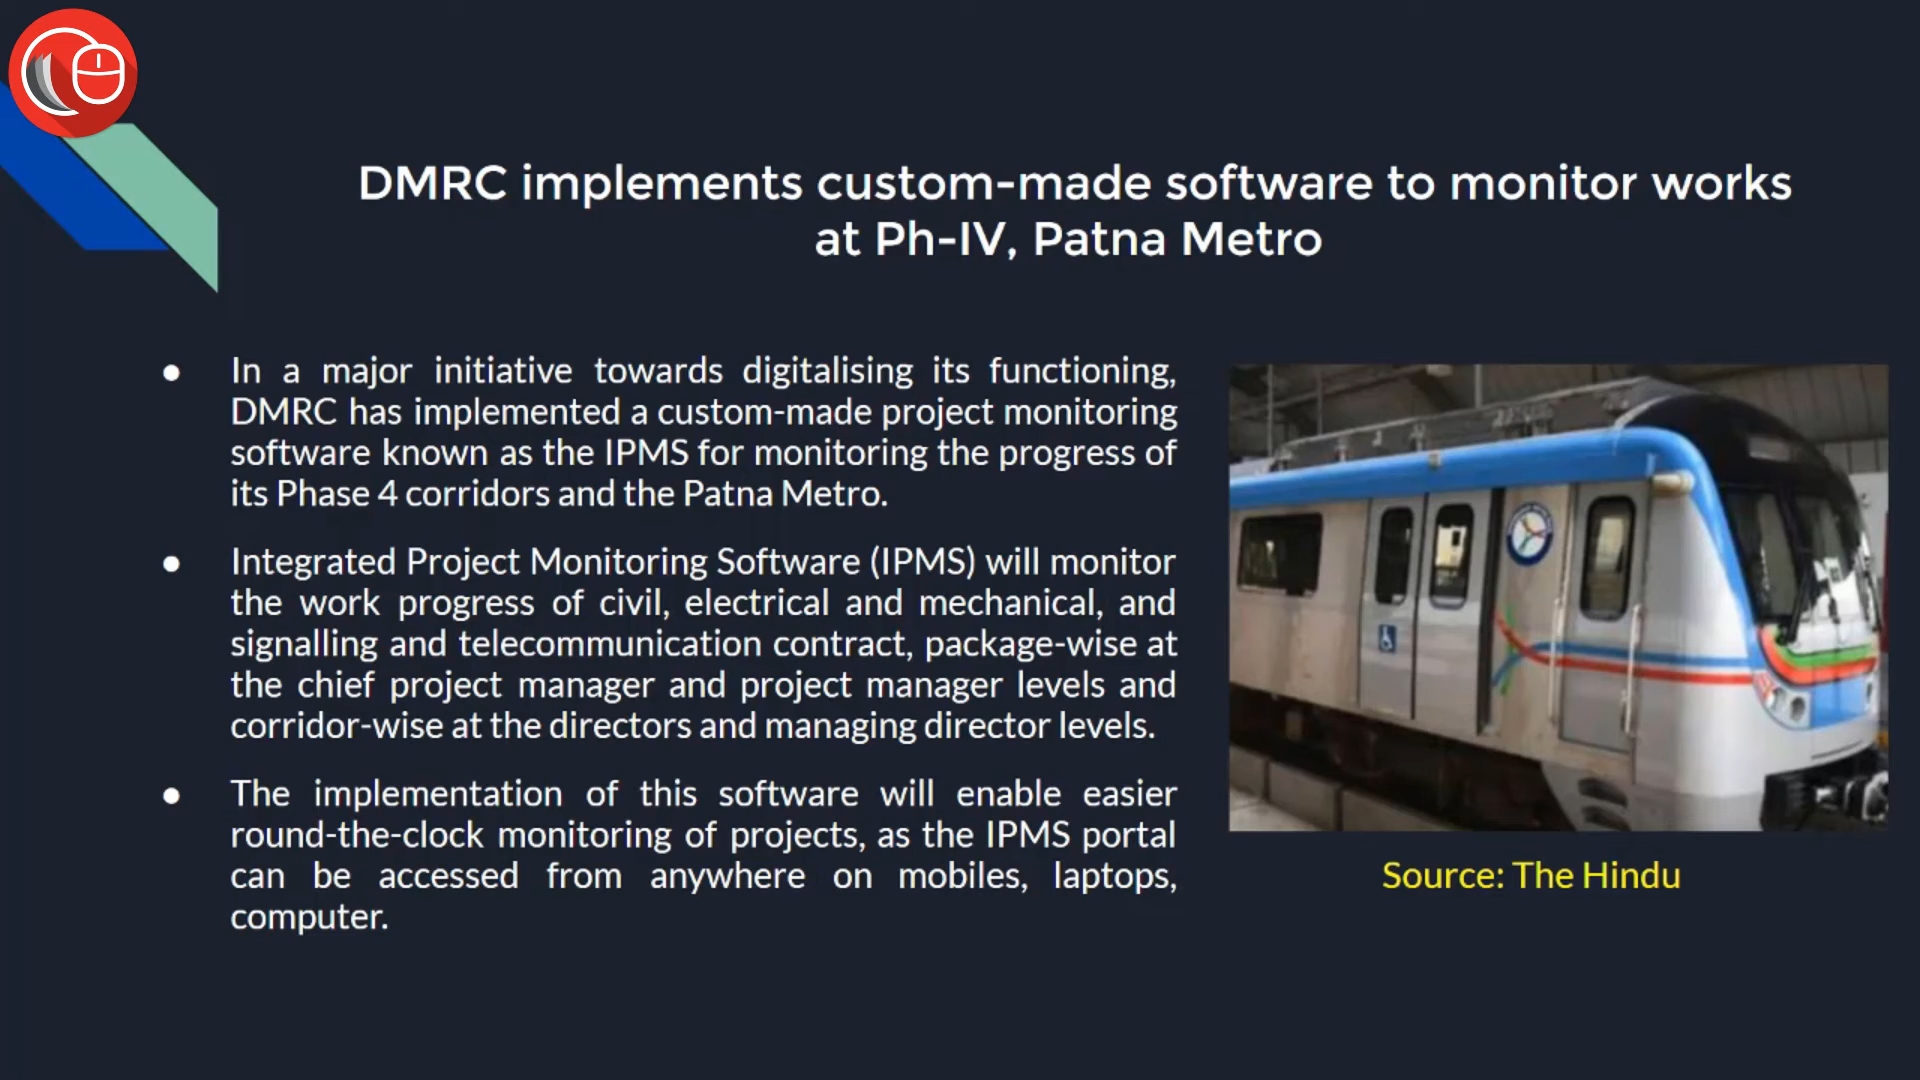 DMRC implements custom-made software to monitor works
at Ph-IV, Patna Metro
● In a major initiative towards digitalising its functioning,
DMRC has implemented a custom-made project monitoring
software known as the IPMS for monitoring the progress of
its Phase 4 corridors and the Patna Metro.
● Integrated Project Monitoring Software (IPMS) will monitor
the work progress of civil, electrical and mechanical, and
signalling and telecommunication contract, package-wise at
the chief project manager and project manager levels and
corridor-wise at the directors and managing director levels.
● The implementation of this software will enable easier
round-the-clock monitoring of projects, as the IPMS portal
can be accessed from anywhere on mobiles, laptops,
computer.
Source: The Hindu